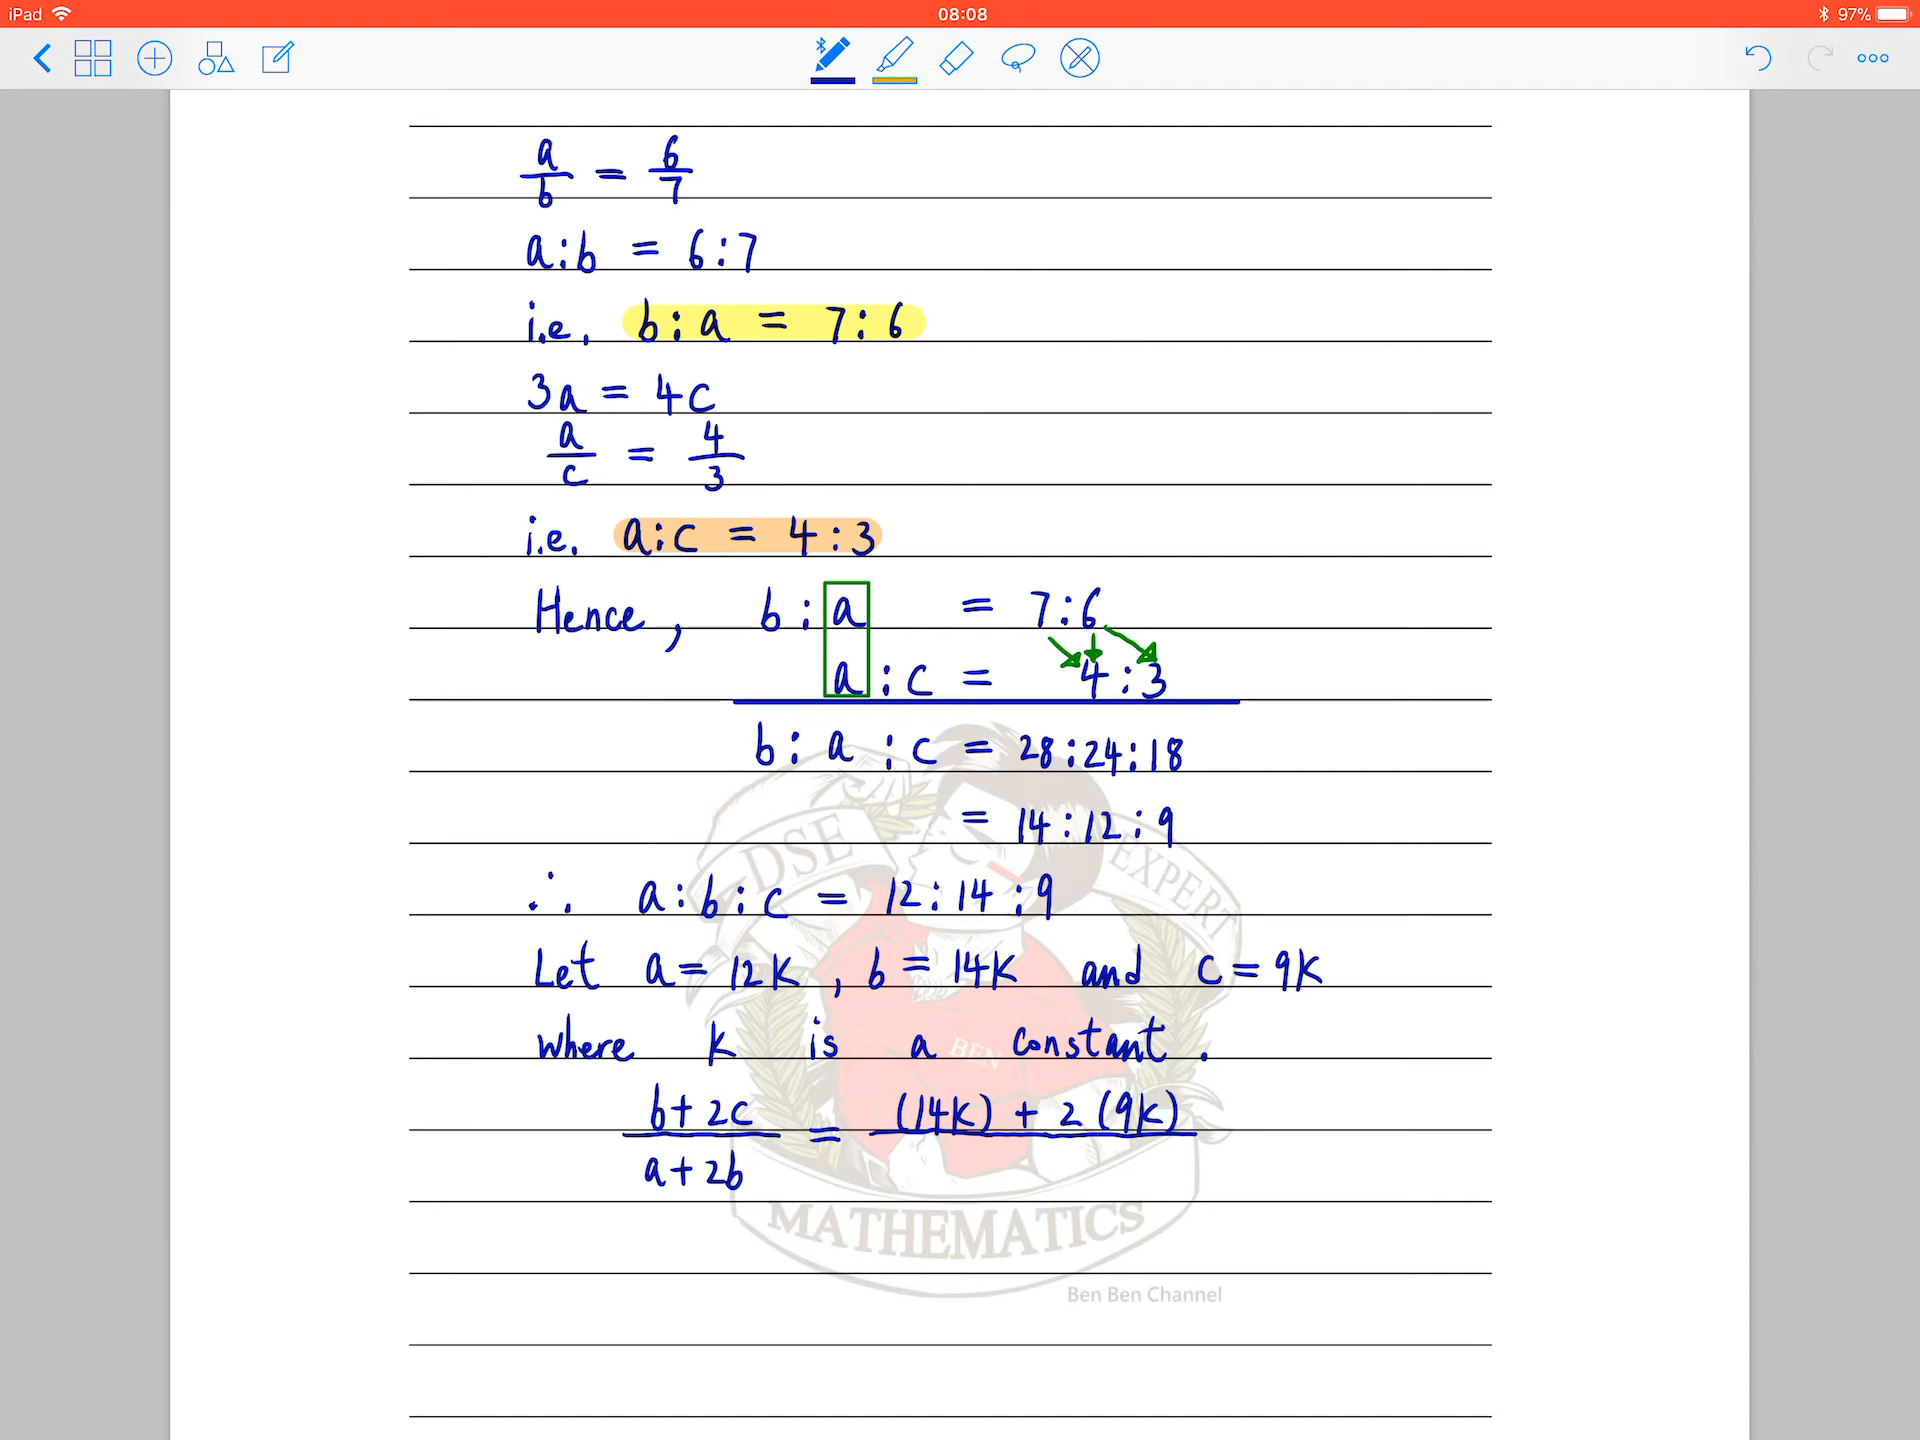 iPad 08:08 97%
a/b = 6/7
a:b = 6:7
i.e. b:a = 7:6
3a = 4c
a/c = 4/3
i.e. a:c = 4:3
Hence, b:a = 7:6
a:c = 4:3
b:a:c = 28:24:18
= 14:12:9
∴ a:b:c = 12:14:9
Let a = 12k, b = 14k and c = 9k
where k is a constant.
(b+2c)/(a+2b) = (14k) + 2(9k)
DSE EXPERT
BEN
MATHEMATICS
Ben Ben Channel